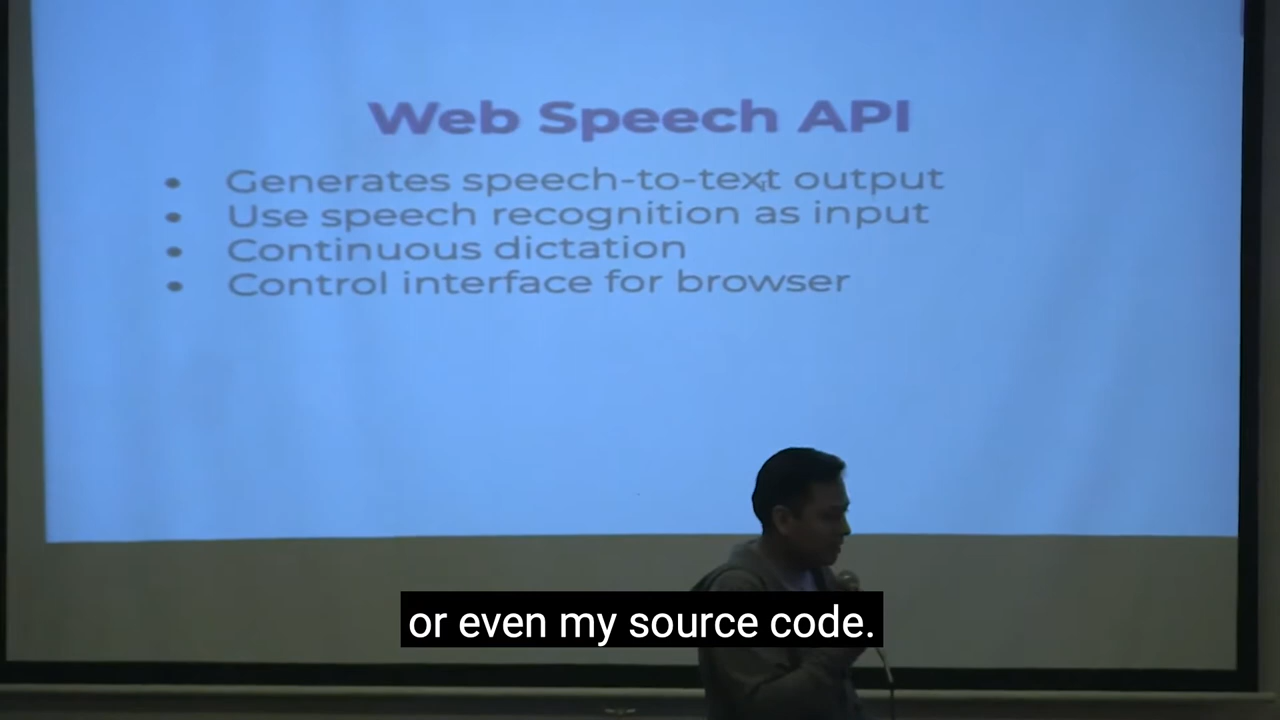 Web Speech API
• Generates speech-to-text output
• Use speech recognition as input
• Continuous dictation
• Control interface for browser
or even my source code.